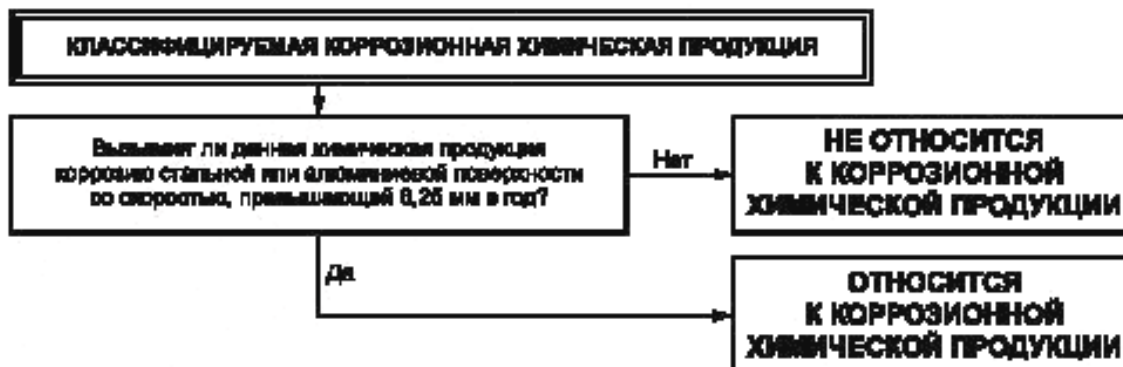 КЛАССИФИЦИРУЕМАЯ КОРРОЗИОННАЯ ХИМИЧЕСКАЯ ПРОДУКЦИЯ
Вызывает ли данная химическая продукция
коррозию стальной или алюминиевой поверхности
со скоростью, превышающей 6,25 мм в год?
Нет
НЕ ОТНОСИТСЯ
К КОРРОЗИОННОЙ
ХИМИЧЕСКОЙ ПРОДУКЦИИ
Да
ОТНОСИТСЯ
К КОРРОЗИОННОЙ
ХИМИЧЕСКОЙ ПРОДУКЦИИ